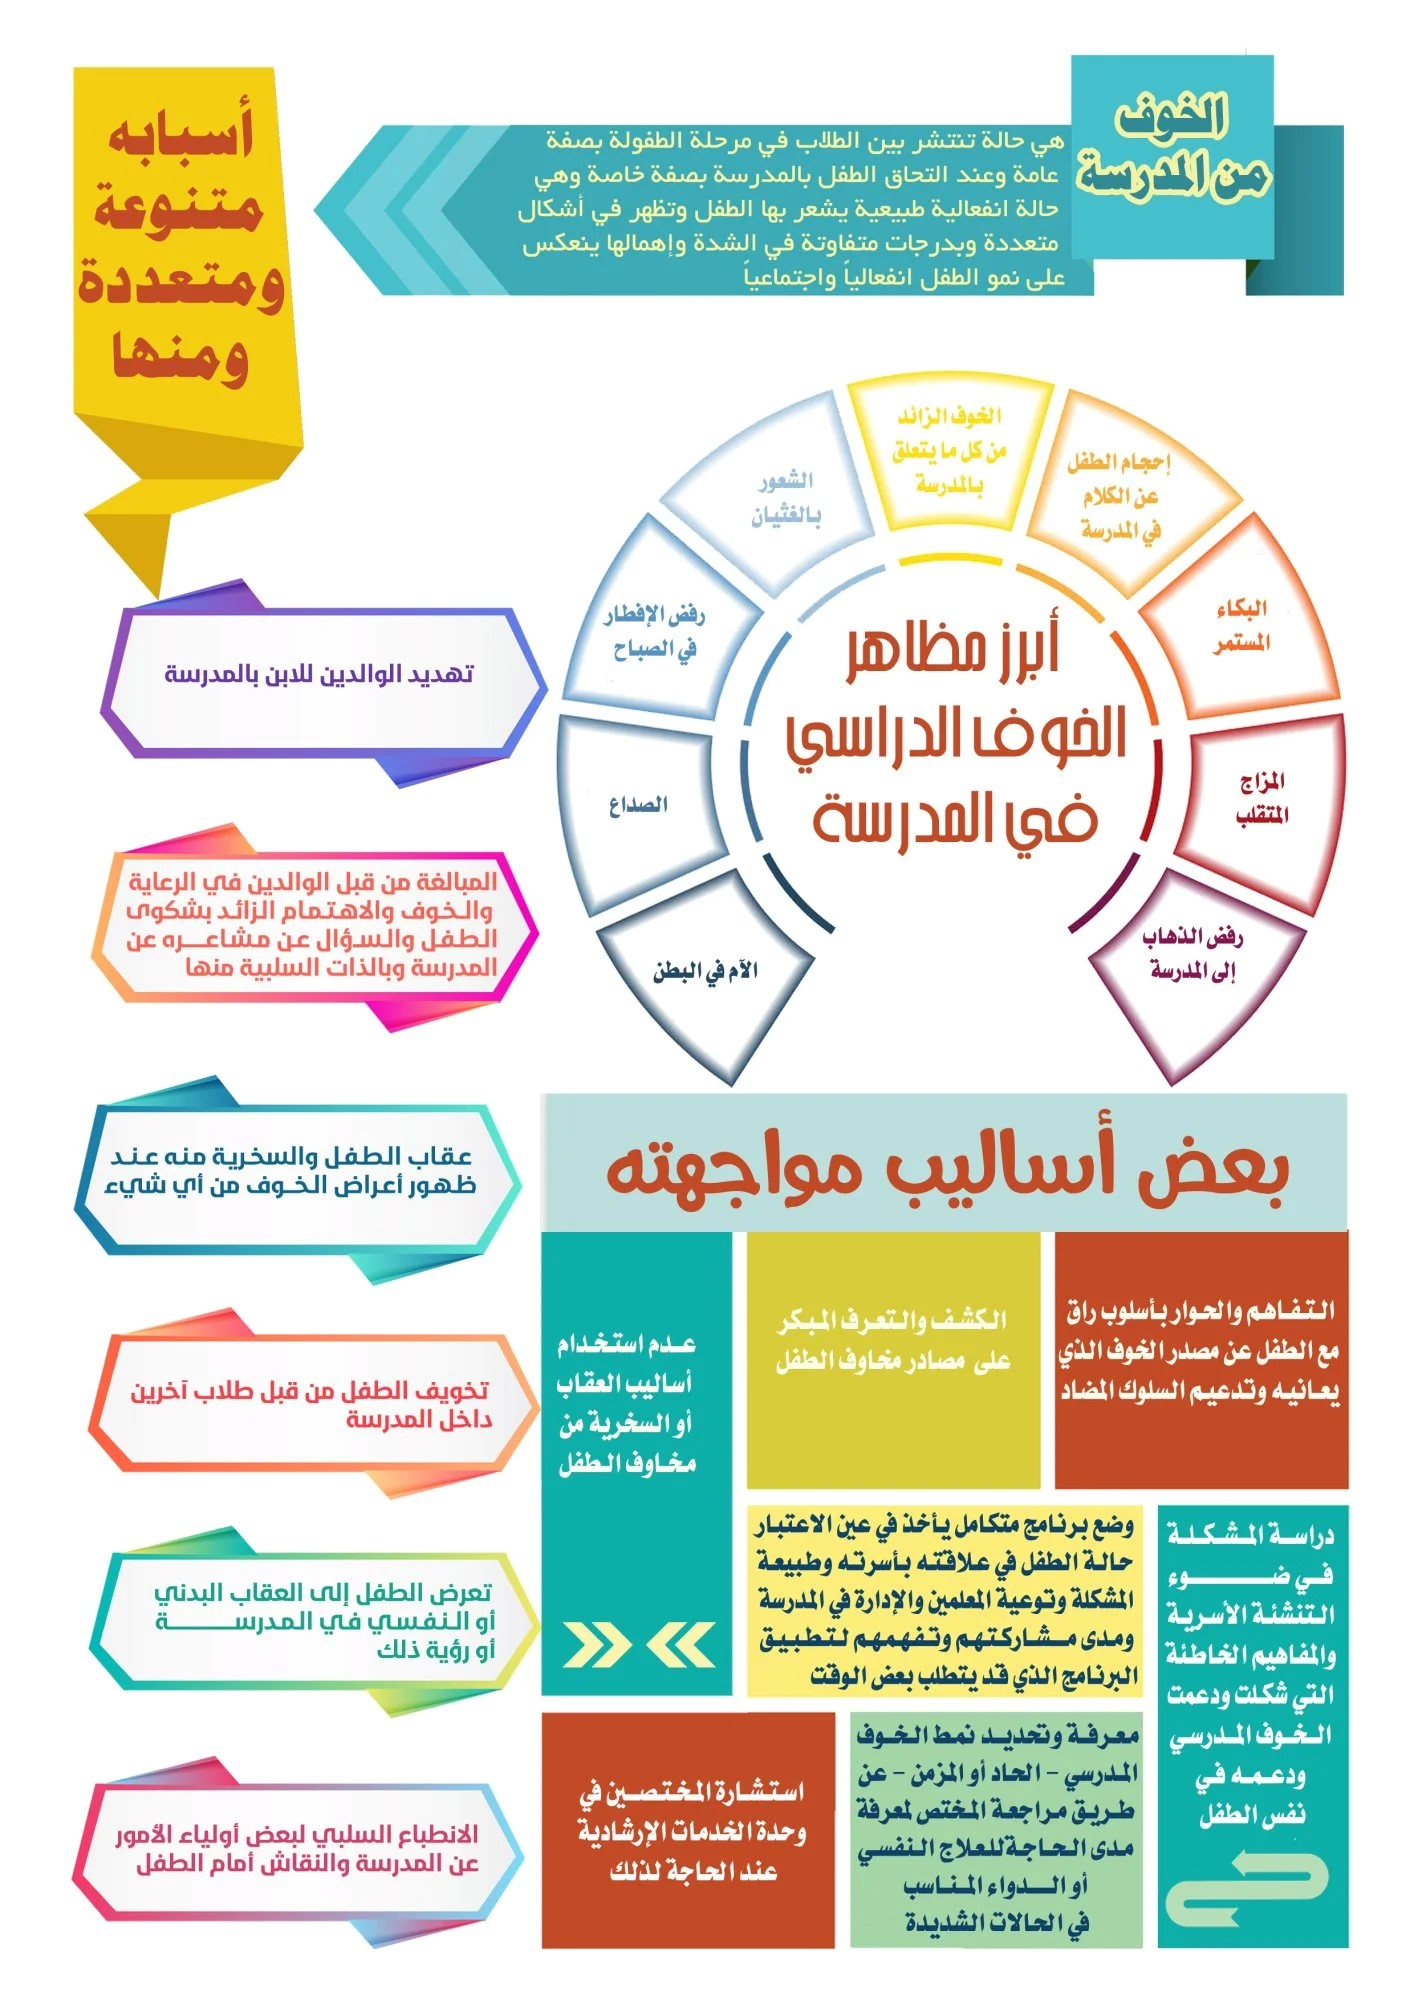 الخوف
من المدرسة
هي حالة تنتشر بين الطلاب في مرحلة الطفولة بصفة
عامة وعند التحاق الطفل بالمدرسة بصفة خاصة وهي
حالة انفعالية طبيعية يشعر بها الطفل وتظهر في أشكال
متعددة وبدرجات متفاوتة في الشدة وإهمالها ينعكس
على نمو الطفل انفعالياً واجتماعياً
أسبابه
متنوعة
ومتعددة
ومنها
تهديد الوالدين للابن بالمدرسة
المبالغة من قبل الوالدين في الرعاية
والخوف والاهتمام الزائد بشكوى
الطفل والسؤال عن مشاعره عن
المدرسة وبالذات السلبية منها
عقاب الطفل والسخرية منه عند
ظهور أعراض الخوف من أي شيء
تخويف الطفل من قبل طلاب آخرين
داخل المدرسة
تعرض الطفل إلى العقاب البدني
أو النفسي في المدرسة
أو رؤية ذلك
الانطباع السلبي لبعض أولياء الأمور
عن المدرسة والنقاش أمام الطفل
أبرز مظاهر
الخوف الدراسي
في المدرسة
رفض الذهاب
إلى المدرسة
المزاج
المتقلب
البكاء
المستمر
إحجام الطفل
عن الكلام
في المدرسة
الخوف الزائد
من كل ما يتعلق
بالمدرسة
الشعور
بالغثيان
رفض الإفطار
في الصباح
الصداع
الآم في البطن
بعض أساليب مواجهته
التفاهم والحوار بأسلوب راق
مع الطفل عن مصدر الخوف الذي
يعانيه وتدعيم السلوك المضاد
الكشف والتعرف المبكر
على مصادر مخاوف الطفل
عدم استخدام
أساليب العقاب
أو السخرية من
مخاوف الطفل
دراسة المشكلة
في ضوء
التنشئة الأسرية
والمفاهيم الخاطئة
التي شكلت ودعمت
الخوف المدرسي
ودعمه في
نفس الطفل
وضع برنامج متكامل يأخذ في عين الاعتبار
حالة الطفل في علاقته بأسرته وطبيعة
المشكلة وتوعية المعلمين والإدارة في المدرسة
ومدى مشاركتهم وتفهمهم لتطبيق
البرنامج الذي قد يتطلب بعض الوقت
معرفة وتحديد نمط الخوف
المدرسي – الحاد أو المزمن – عن
طريق مراجعة المختص لمعرفة
مدى الحاجة للعلاج النفسي
أو الدواء المناسب
في الحالات الشديدة
استشارة المختصين في
وحدة الخدمات الإرشادية
عند الحاجة لذلك